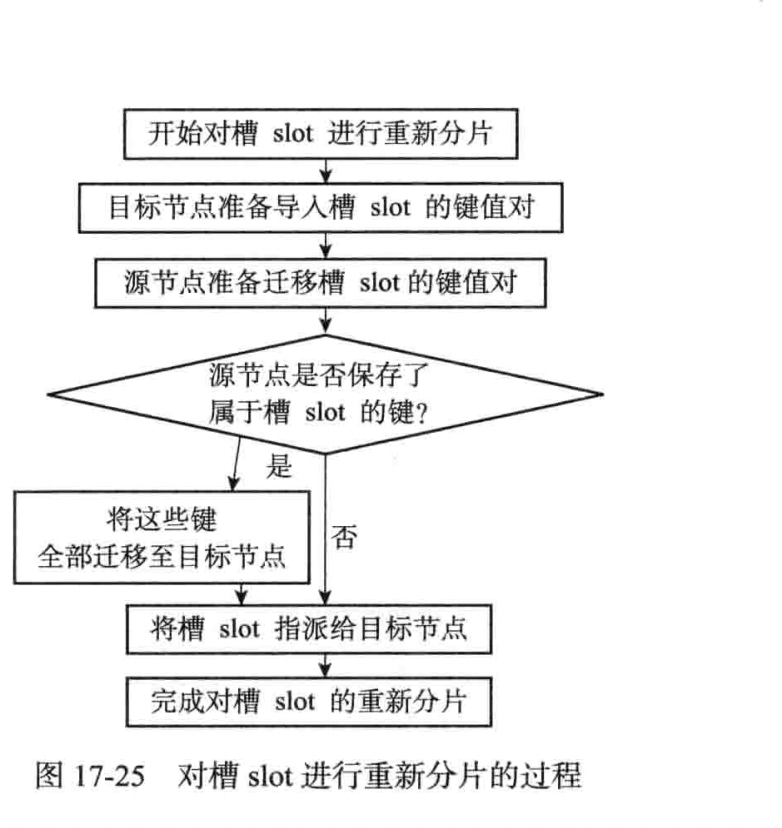 开始对槽 slot 进行重新分片
目标节点准备导入槽 slot 的键值对
源节点准备迁移槽 slot 的键值对
源节点是否保存了
属于槽 slot 的键?
是
将这些键
全部迁移至目标节点
否
将槽 slot 指派给目标节点
完成对槽 slot 的重新分片
图 17-25 对槽 slot 进行重新分片的过程